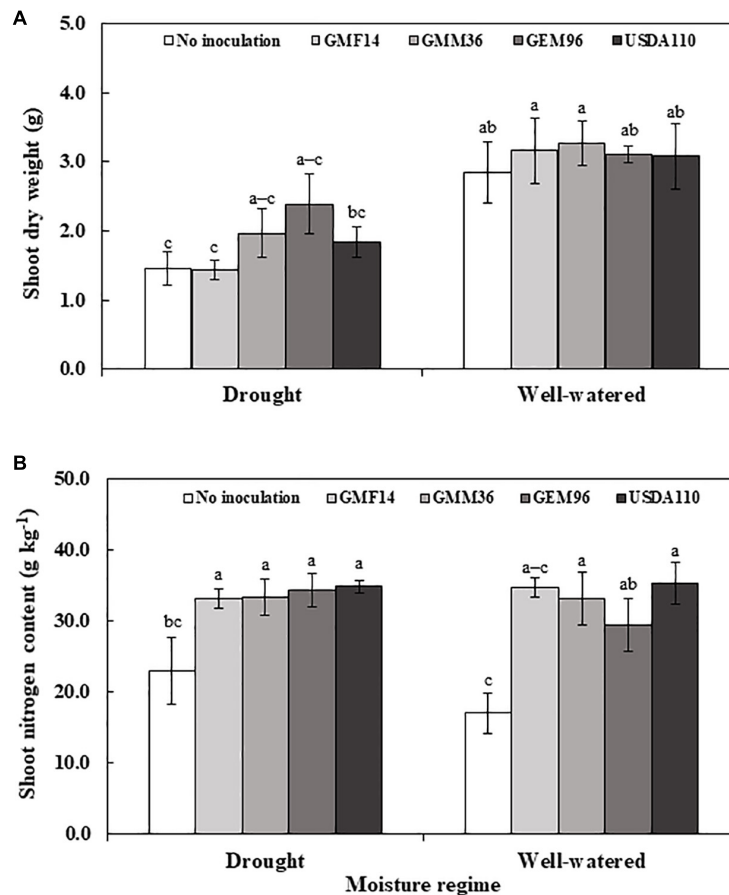 A
5.0
No inoculation GMF14 GMM36 GEM96 USDA110
4.0
3.0
2.0
1.0
0.0
Shoot dry weight (g)
c c a–c a–c bc ab a a ab ab
Drought Well-watered
B
50.0
No inoculation GMF14 GMM36 GEM96 USDA110
40.0
30.0
20.0
10.0
0.0
Shoot nitrogen content (g kg-1)
bc a a a a c a–c a ab a
Drought Well-watered
Moisture regime